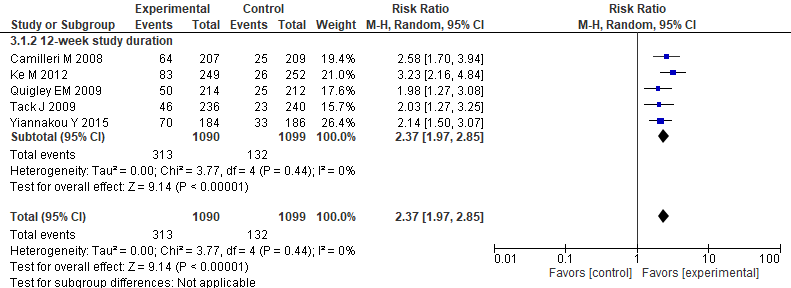 Experimental Control Risk Ratio Risk Ratio
Study or Subgroup Events Total Events Total Weight M-H, Random, 95% CI M-H, Random, 95% CI
3.1.2 12-week study duration
Camilleri M 2008 64 207 25 209 19.4% 2.58 [1.70, 3.94]
Ke M 2012 83 249 26 252 21.0% 3.23 [2.16, 4.84]
Quigley EM 2009 50 214 25 212 17.6% 1.98 [1.27, 3.08]
Tack J 2009 46 236 23 240 15.7% 2.03 [1.27, 3.25]
Yiannakou Y 2015 70 184 33 186 26.4% 2.14 [1.50, 3.07]
Subtotal (95% CI) 1090 1099 100.0% 2.37 [1.97, 2.85]
Total events 313 132
Heterogeneity: Tau² = 0.00; Chi² = 3.77, df = 4 (P = 0.44); I² = 0%
Test for overall effect: Z = 9.14 (P < 0.00001)
Total (95% CI) 1090 1099 100.0% 2.37 [1.97, 2.85]
Total events 313 132
Heterogeneity: Tau² = 0.00; Chi² = 3.77, df = 4 (P = 0.44); I² = 0%
Test for overall effect: Z = 9.14 (P < 0.00001)
Test for subgroup differences: Not applicable
0.01 0.1 1 10 100
Favors [control] Favors [experimental]